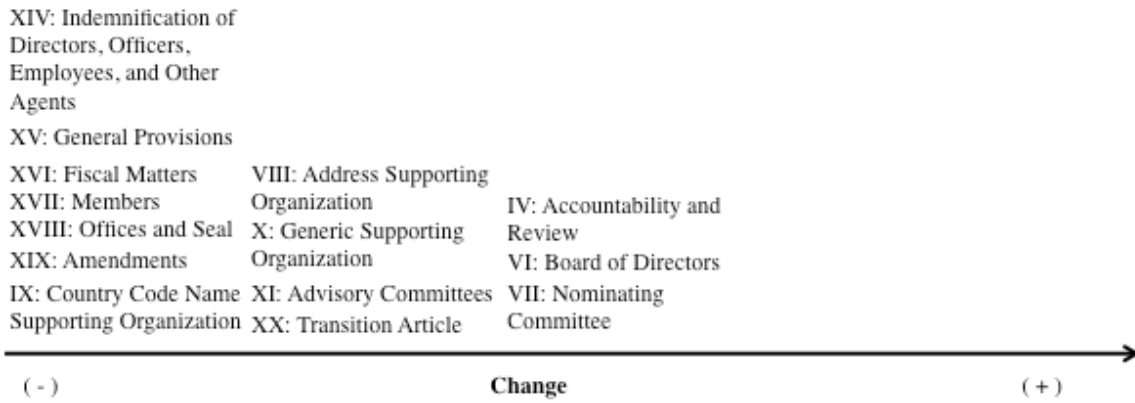 XIV: Indemnification of
Directors, Officers,
Employees, and Other
Agents
XV: General Provisions
XVI: Fiscal Matters
XVII: Members
XVIII: Offices and Seal
XIX: Amendments
IX: Country Code Name
Supporting Organization
VIII: Address Supporting
Organization
X: Generic Supporting
Organization
XI: Advisory Committees
XX: Transition Article
IV: Accountability and
Review
VI: Board of Directors
VII: Nominating
Committee
( - )
Change
( + )